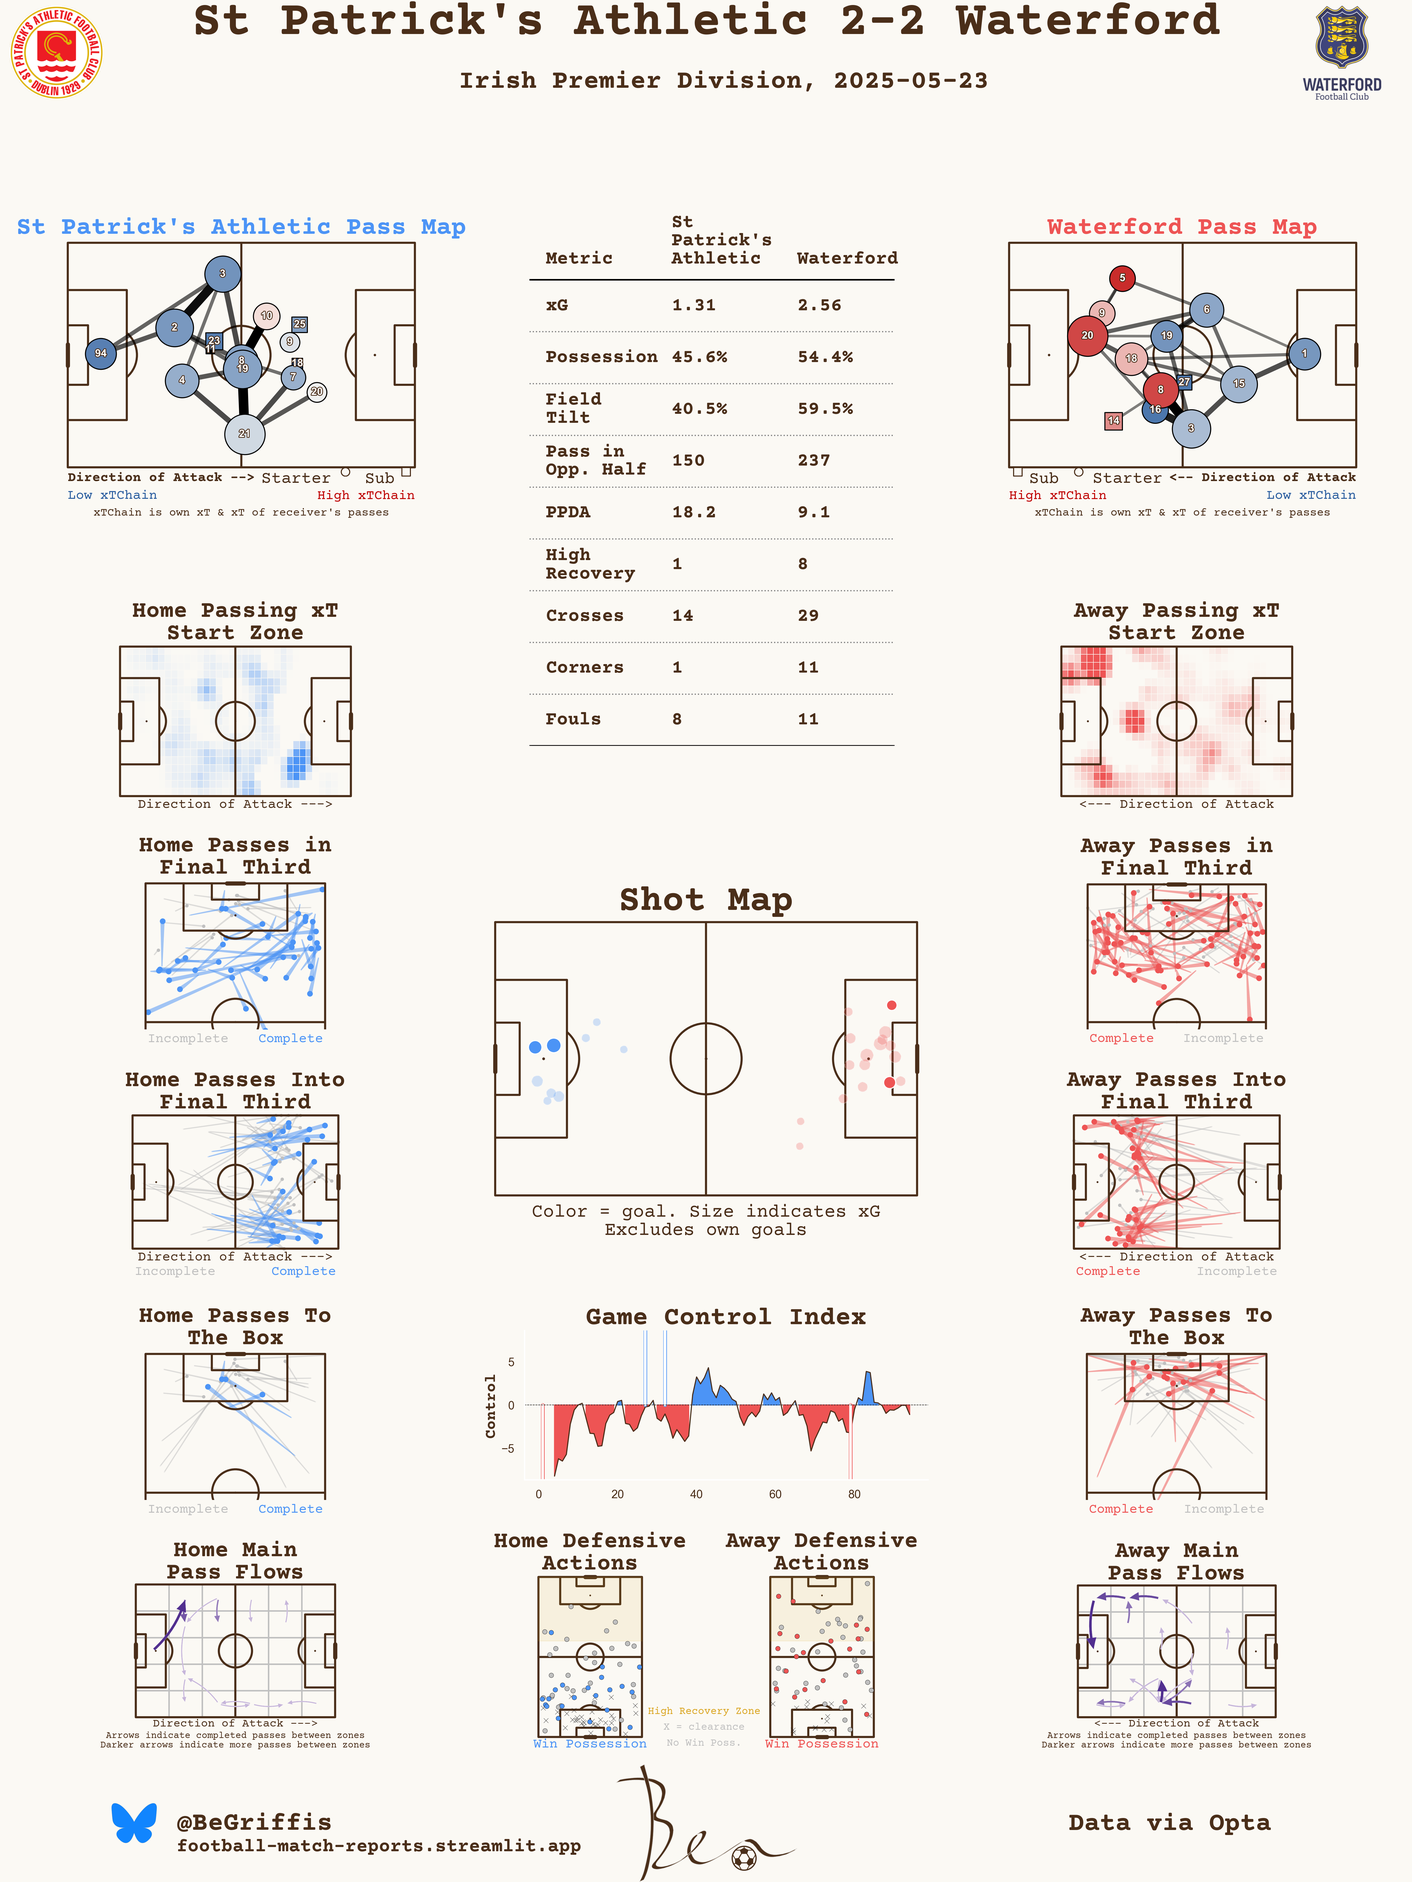 St Patrick's Athletic 2-2 Waterford
Irish Premier Division, 2025-05-23
ST PATRICK'S ATHLETIC FOOTBALL CLUB
DUBLIN 1929
WATERFORD
Football Club
St Patrick's Athletic Pass Map
3
10
25
2
23
11
9
94
8
18
19
7
4
20
21
Direction of Attack --> Starter Sub
Low xTChain High xTChain
xTChain is own xT & xT of receiver's passes
Metric St Patrick's Athletic Waterford
xG 1.31 2.56
Possession 45.6% 54.4%
Field Tilt 40.5% 59.5%
Pass in Opp. Half 150 237
PPDA 18.2 9.1
High Recovery 1 8
Crosses 14 29
Corners 1 11
Fouls 8 11
Waterford Pass Map
5
9
6
20
19
18
1
27
15
8
16
14
3
Sub Starter <-- Direction of Attack
High xTChain Low xTChain
xTChain is own xT & xT of receiver's passes
Home Passing xT
Start Zone
Direction of Attack --->
Away Passing xT
Start Zone
<--- Direction of Attack
Home Passes in
Final Third
Incomplete Complete
Away Passes in
Final Third
Complete Incomplete
Shot Map
Color = goal. Size indicates xG
Excludes own goals
Home Passes Into
Final Third
Direction of Attack --->
Incomplete Complete
Away Passes Into
Final Third
<--- Direction of Attack
Complete Incomplete
Home Passes To
The Box
Incomplete Complete
Game Control Index
Control
5
0
−5
0 20 40 60 80
Away Passes To
The Box
Complete Incomplete
Home Main
Pass Flows
Direction of Attack --->
Arrows indicate completed passes between zones
Darker arrows indicate more passes between zones
Home Defensive
Actions
Win Possession
Away Defensive
Actions
Win Possession
High Recovery Zone
X = clearance
No Win Poss.
Away Main
Pass Flows
<--- Direction of Attack
Arrows indicate completed passes between zones
Darker arrows indicate more passes between zones
@BeGriffis
football-match-reports.streamlit.app
Ben
Data via Opta